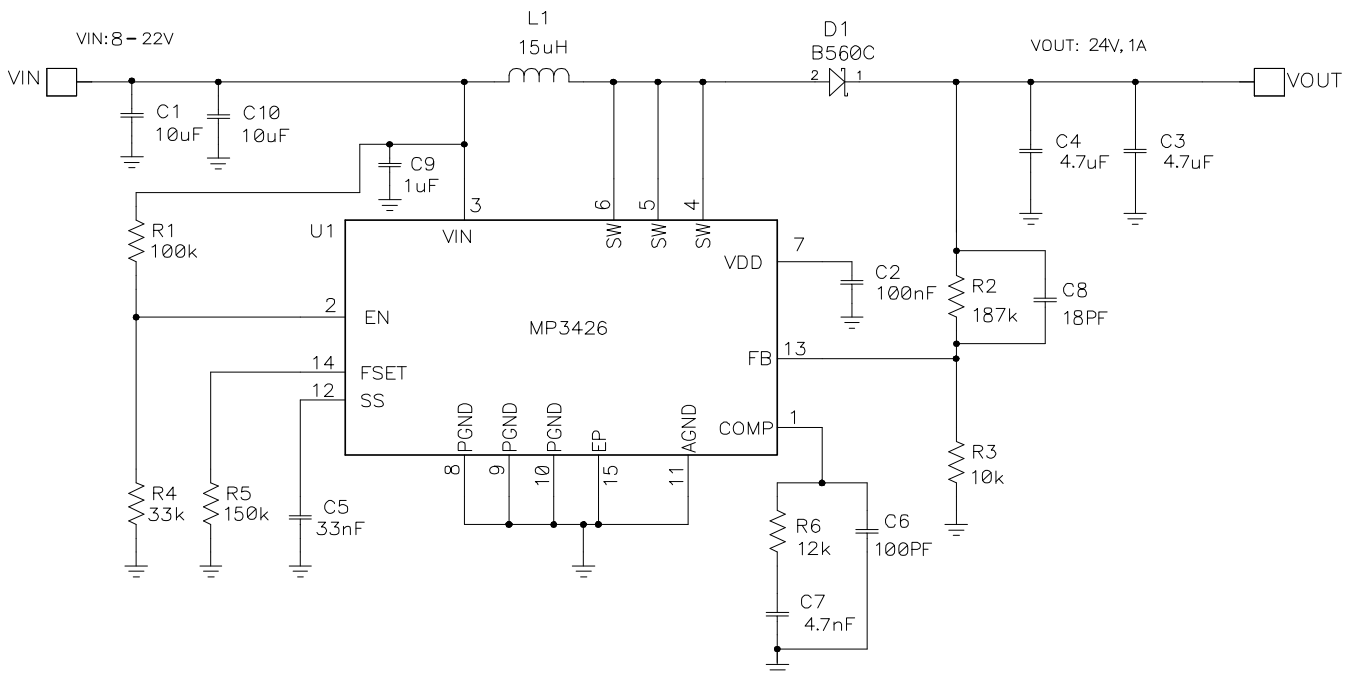 L1
15uH
VIN:8-22V
D1
B560C
VOUT: 24V,1A
VIN
2
1
VOUT
C1
10uF
C10
10uF
C4
4.7uF
C3
4.7uF
C9
1uF
R1
100k
U1
3
VIN
6
SW
5
SW
4
SW
7
VDD
C2
100nF
R2
187k
C8
18PF
2
EN
MP3426
FB
13
14
FSET
12
SS
PGND
8
PGND
9
PGND
10
EP
15
AGND
11
COMP
1
R3
10k
R4
33k
R5
150k
C5
33nF
R6
12k
C6
100PF
C7
4.7nF